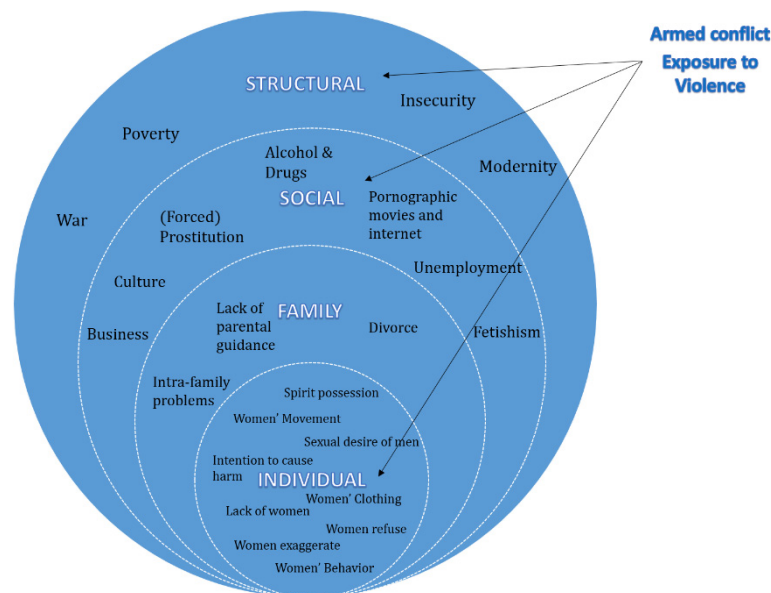 Armed conflict
Exposure to
Violence
STRUCTURAL
Insecurity
Poverty
Alcohol &
Drugs
Modernity
SOCIAL
Pornographic
movies and
internet
War
(Forced)
Prostitution
Unemployment
Culture
Lack of
parental
guidance
FAMILY
Divorce
Business
Fetishism
Intra-family
problems
Spirit possession
Women' Movement
Sexual desire of men
Intention to cause
harm
INDIVIDUAL
Women' Clothing
Lack of women
Women refuse
Women exaggerate
Women' Behavior